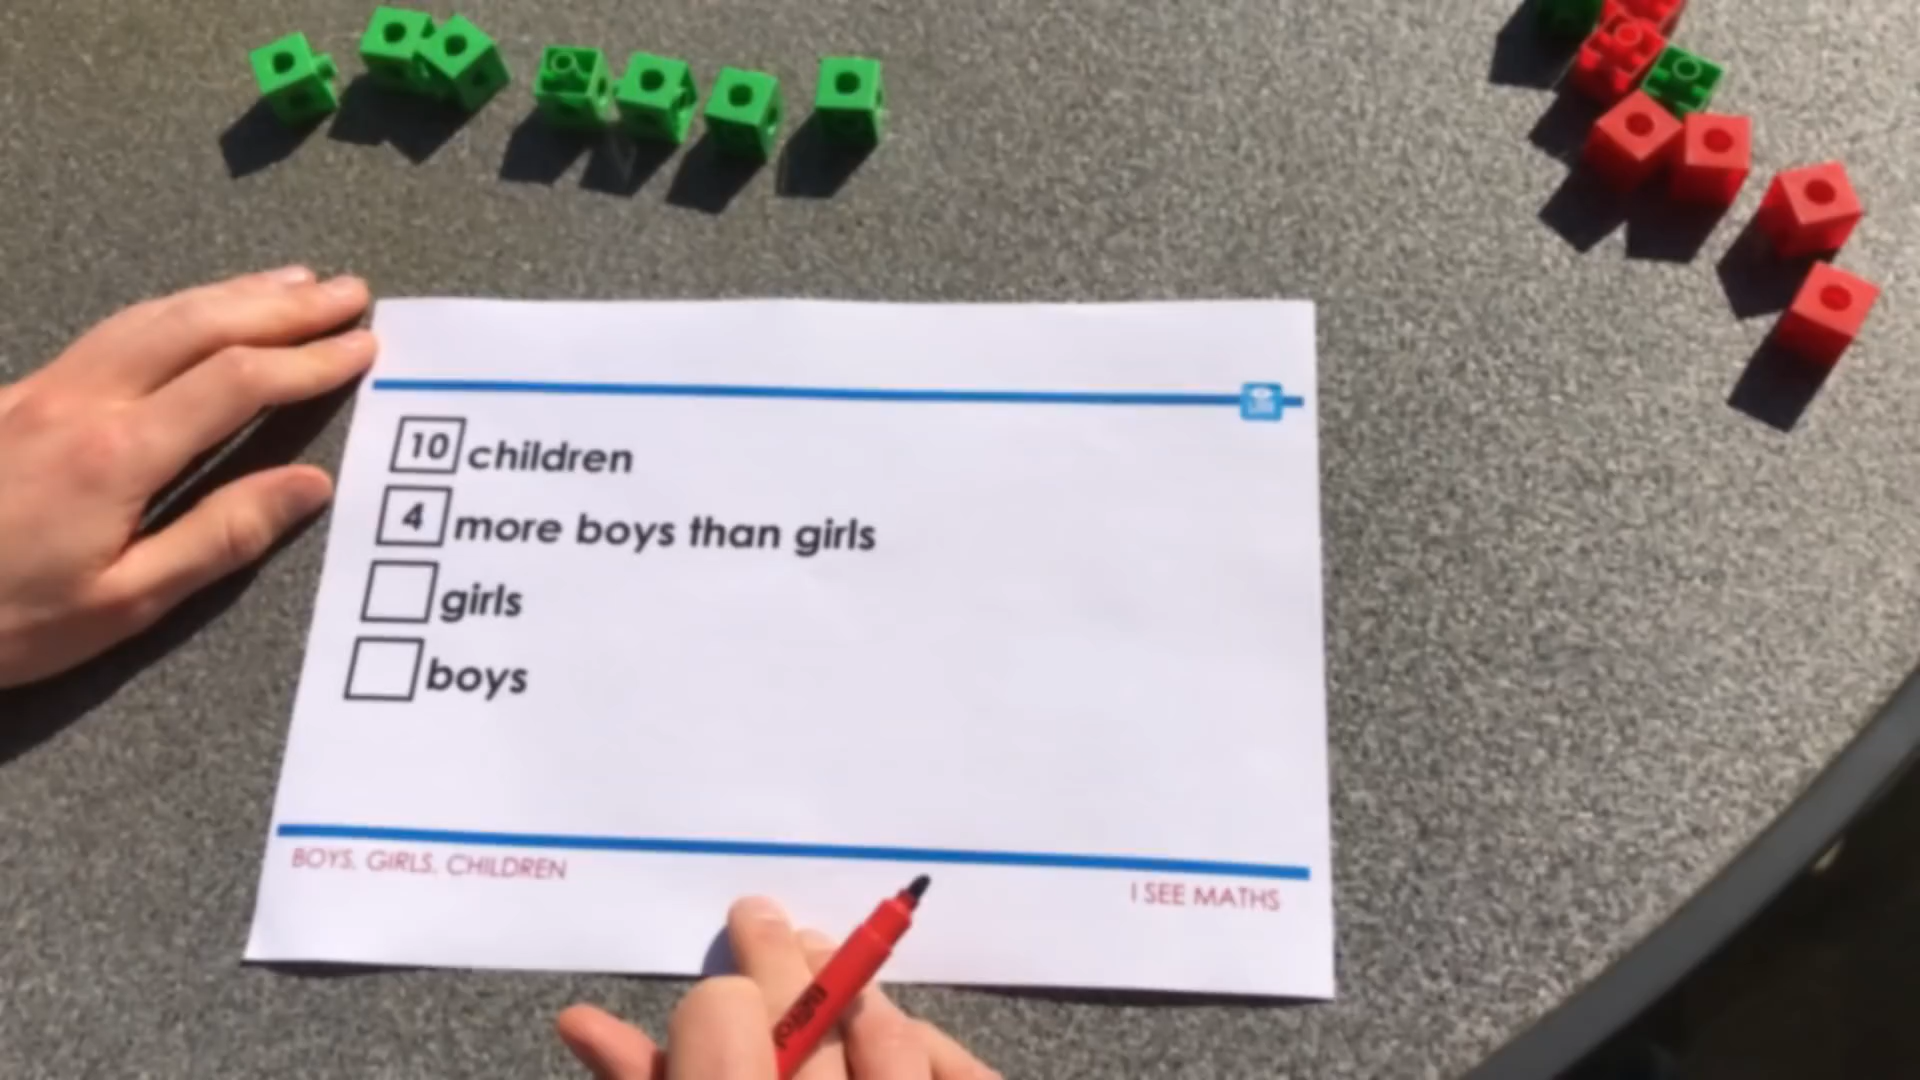 10 children
4 more boys than girls
girls
boys
BOYS, GIRLS, CHILDREN
I SEE MATHS